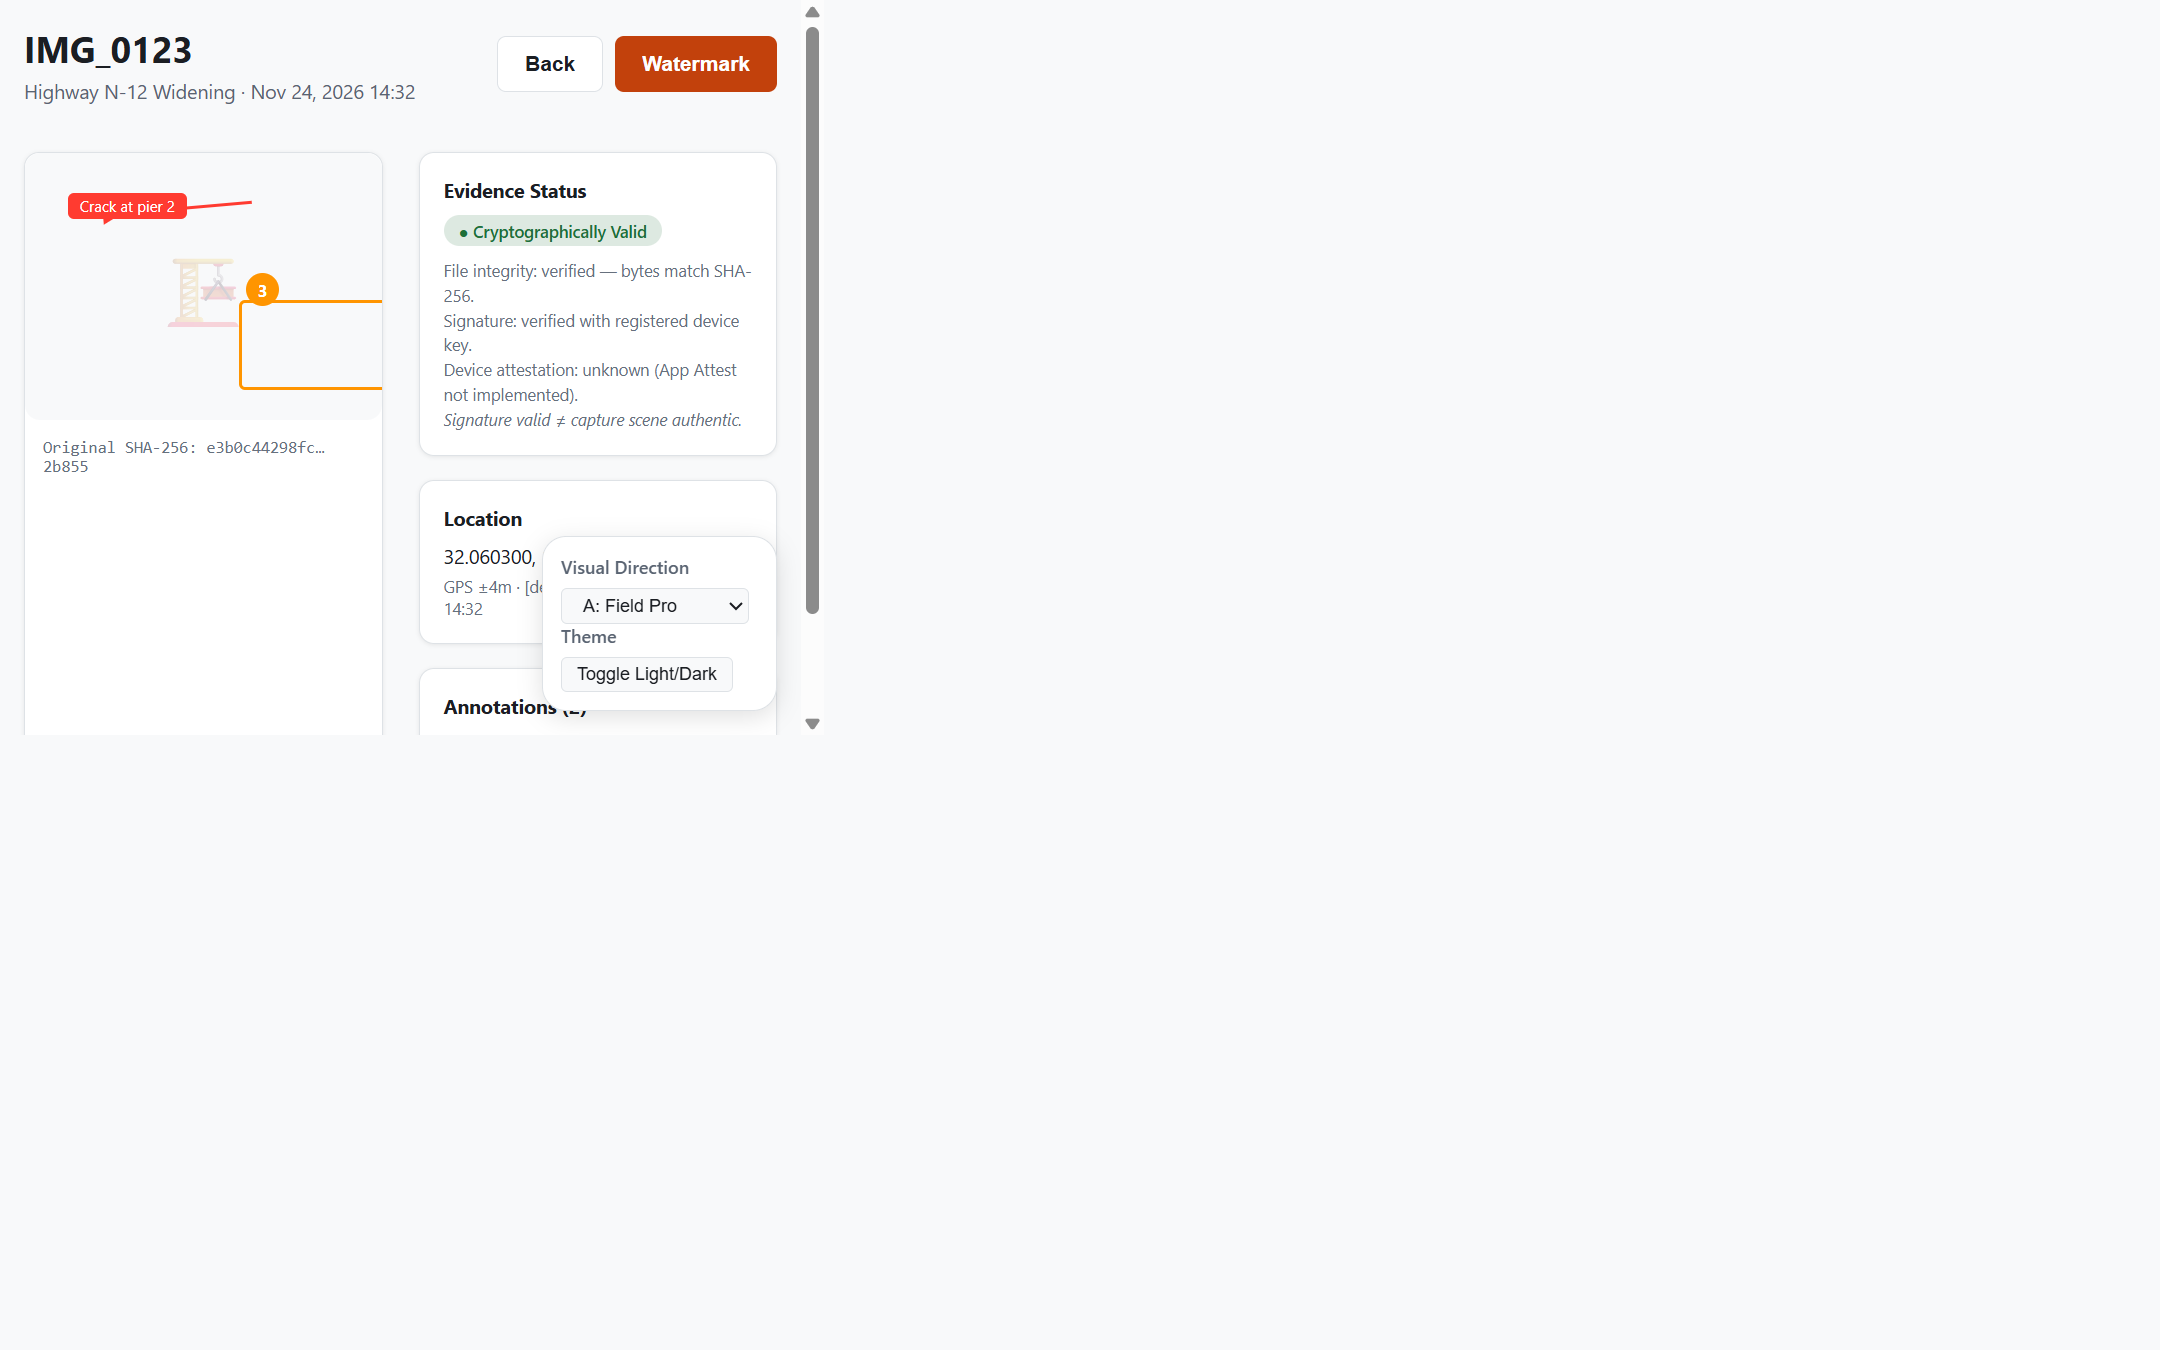 IMG_0123
Highway N-12 Widening · Nov 24, 2026 14:32
Back
Watermark
Crack at pier 2
3
Original SHA-256: e3b0c44298fc…
2b855
Evidence Status
● Cryptographically Valid
File integrity: verified — bytes match SHA-
256.
Signature: verified with registered device
key.
Device attestation: unknown (App Attest
not implemented).
Signature valid ≠ capture scene authentic.
Location
32.060300,
GPS ±4m ·
14:32
Visual Direction
A: Field Pro
Theme
Toggle Light/Dark
Annotations